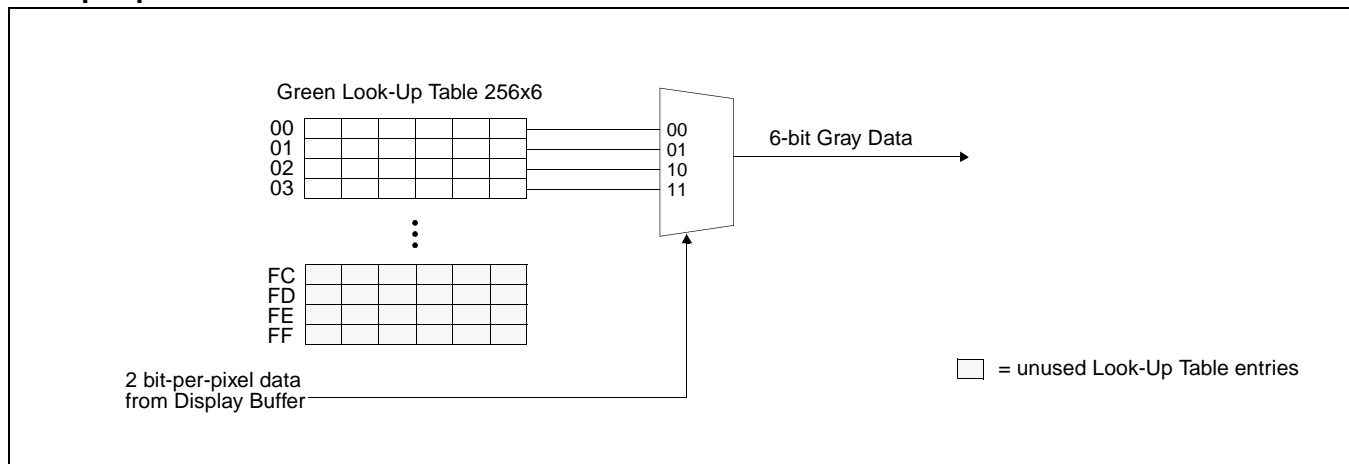 Green Look-Up Table 256x6
00
01
02
03
00
01
10
11
6-bit Gray Data
FC
FD
FE
FF
2 bit-per-pixel data
from Display Buffer
= unused Look-Up Table entries